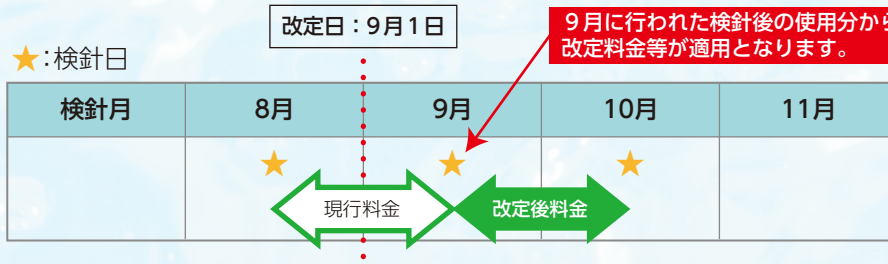 改定日：9月1日
９月に行われた検針後の使用分から
改定料金等が適用となります。
★:検針日
検針月 8月 9月 10月 11月
現行料金 改定後料金